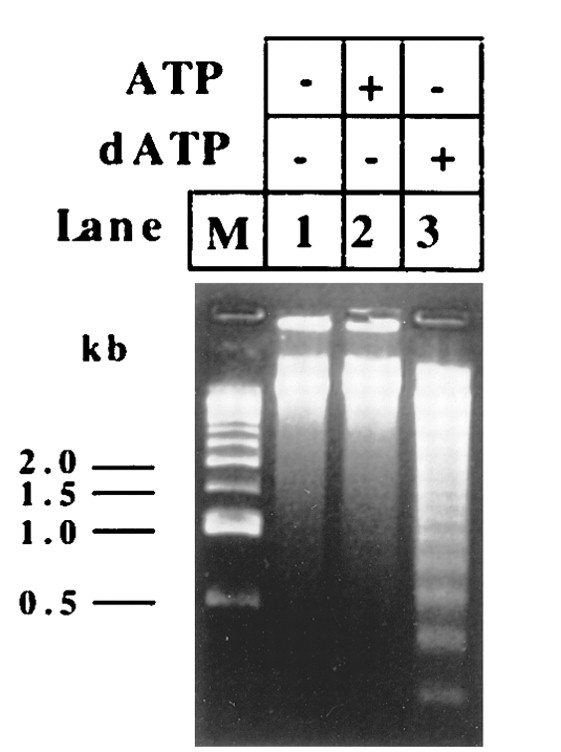 ATP - + -
dATP - - +
Lane M 1 2 3
kb
2.0
1.5
1.0
0.5